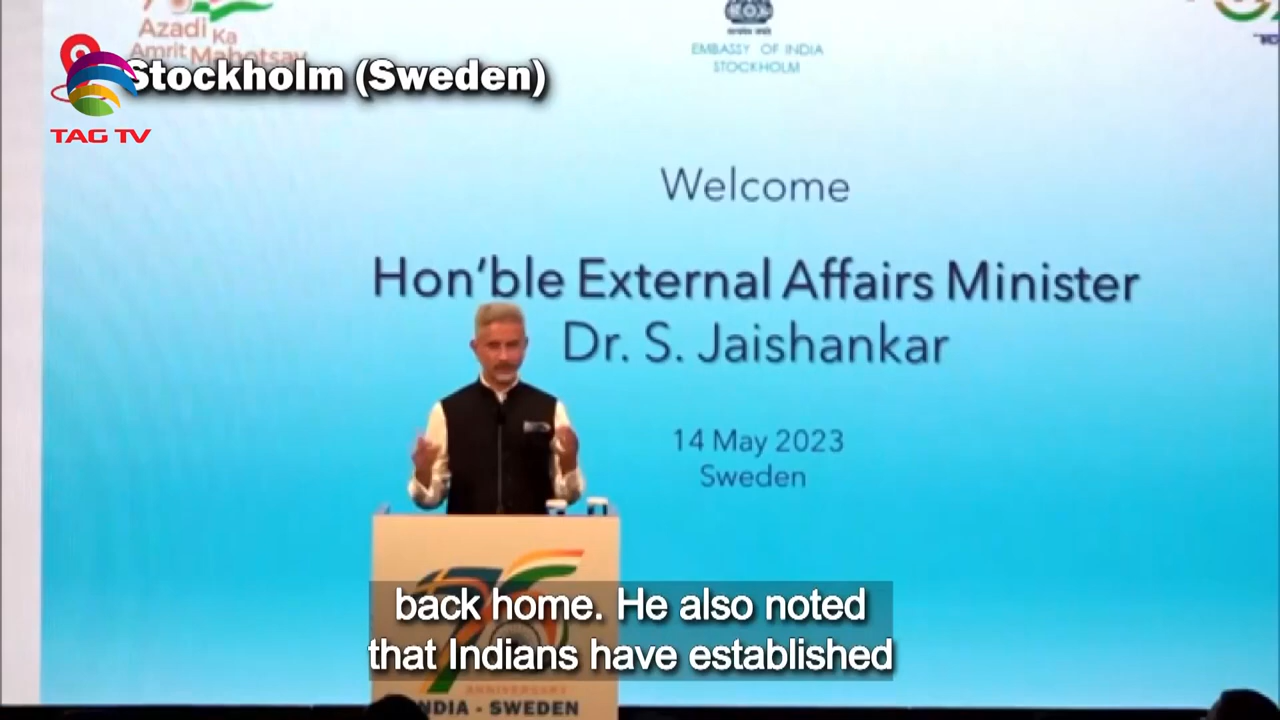 Azadi Ka
Amrit Mahotsav
EMBASSY OF INDIA
STOCKHOLM
Stockholm (Sweden)
TAG TV
Welcome
Hon'ble External Affairs Minister
Dr. S. Jaishankar
14 May 2023
Sweden
back home. He also noted
that Indians have established
ANNIVERSARY
INDIA - SWEDEN